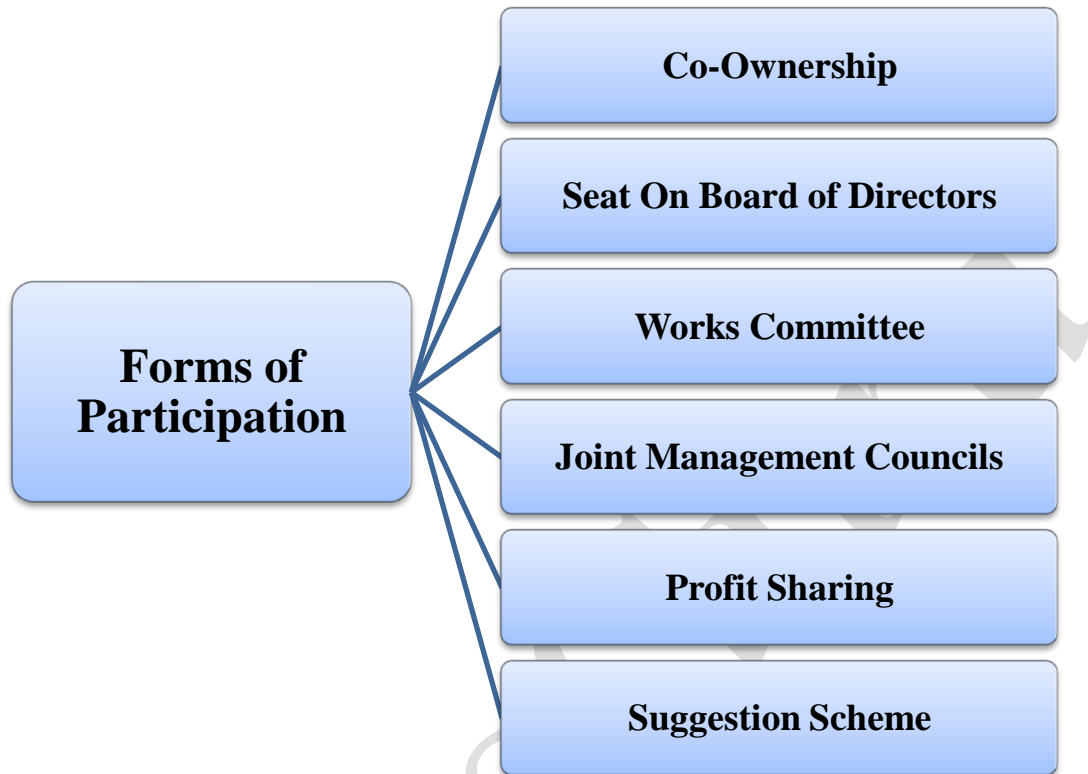 Co-Ownership
Seat On Board of Directors
Works Committee
Forms of
Participation
Joint Management Councils
Profit Sharing
Suggestion Scheme